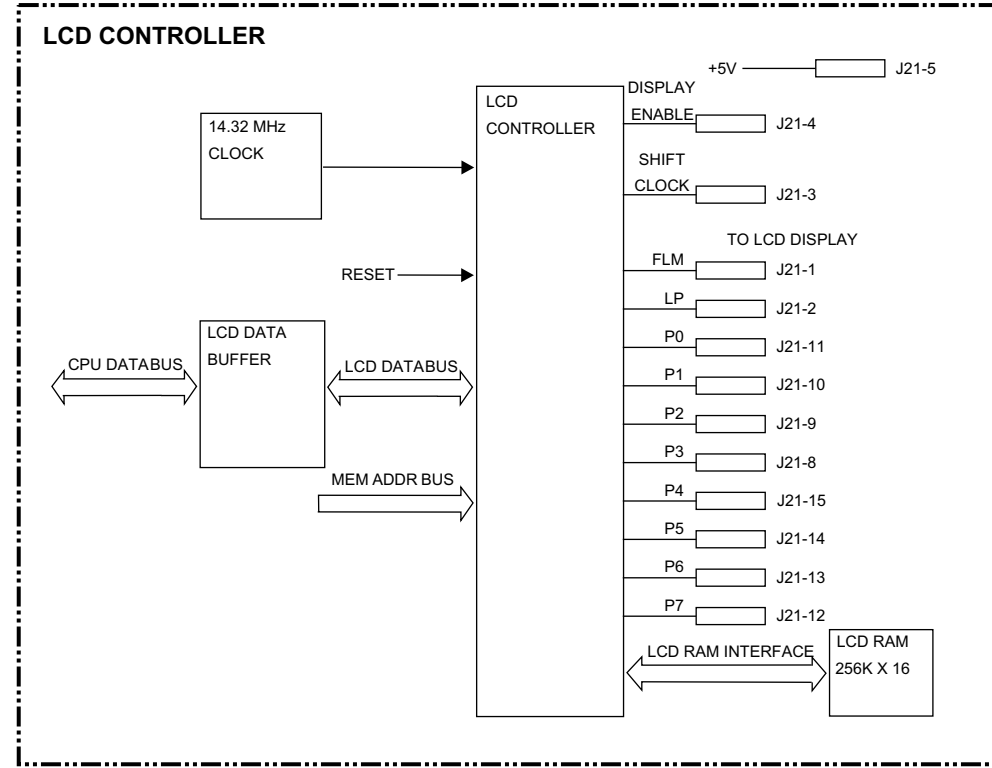 LCD CONTROLLER
+5V J21-5
LCD
CONTROLLER
DISPLAY
ENABLE J21-4
14.32 MHz
CLOCK
SHIFT
CLOCK J21-3
TO LCD DISPLAY
RESET
FLM J21-1
LP J21-2
LCD DATA
BUFFER
CPU DATABUS
LCD DATABUS
P0 J21-11
P1 J21-10
P2 J21-9
P3 J21-8
MEM ADDR BUS
P4 J21-15
P5 J21-14
P6 J21-13
P7 J21-12
LCD RAM INTERFACE
LCD RAM
256K X 16